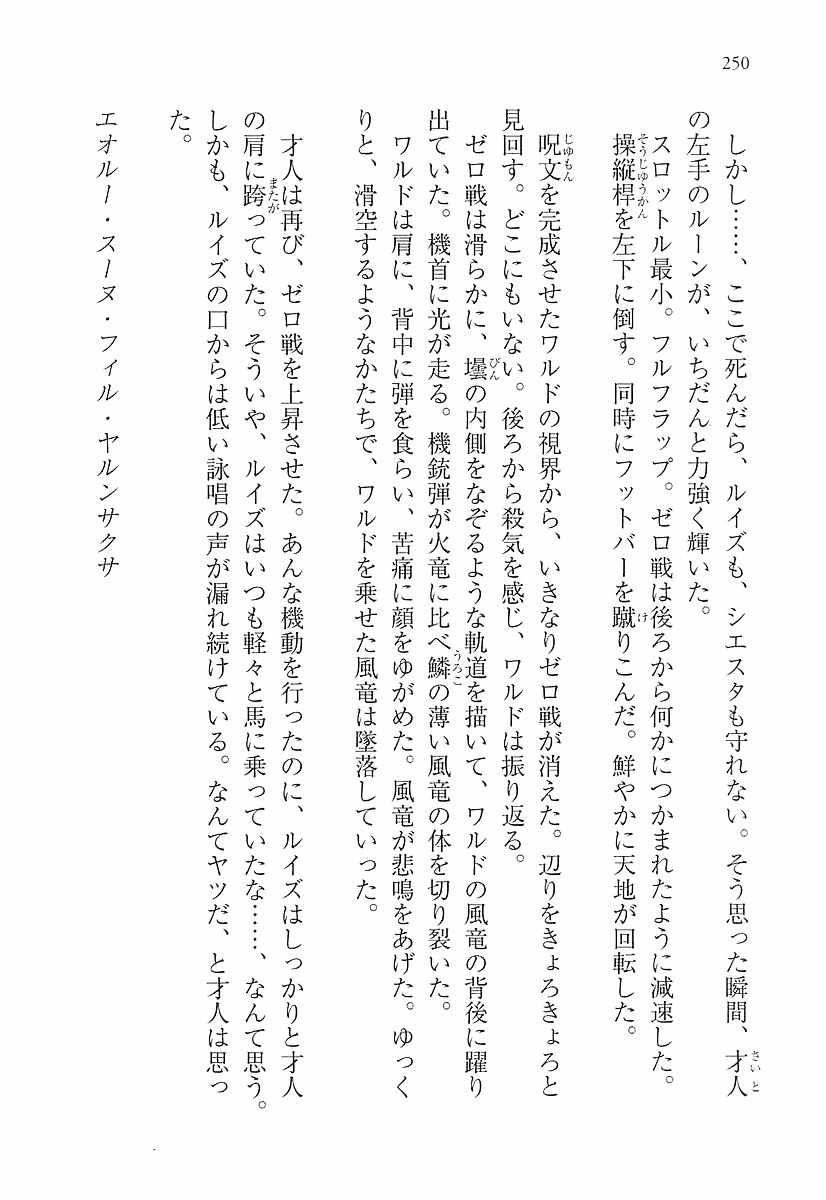 250
しかし……、ここで死んだら、ルイズも、シエスタも守れない。そう思った瞬間、才人
の左手のルーンが、いちだんと力強く輝いた。
スロットル最小。フルフラップ。ゼロ戦は後ろから何かにつかまれたように減速した。
操縦桿を左下に倒す。同時にフットバーを蹴りこんだ。鮮やかに天地が回転した。
呪文を完成させたワルドの視界から、いきなりゼロ戦が消えた。辺りをきょろきょろと
見回す。どこにもいない。後ろから殺気を感じ、ワルドは振り返る。
ゼロ戦は滑らかに、壜の内側をなぞるような軌道を描いて、ワルドの風竜の背後に躍り
出ていた。機首に光が走る。機銃弾が火竜に比べ鱗の薄い風竜の体を切り裂いた。
ワルドは肩に、背中に弾を食らい、苦痛に顔をゆがめた。風竜が悲鳴をあげた。ゆっく
りと、滑空するようなかたちで、ワルドを乗せた風竜は墜落していった。
才人は再び、ゼロ戦を上昇させた。あんな機動を行ったのに、ルイズはしっかりと才人
の肩に跨っていた。そういや、ルイズはいつも軽々と馬に乗っていたな……、なんて思う。
しかも、ルイズの口からは低い詠唱の声が漏れ続けている。なんてヤツだ、と才人は思っ
た。
エオルー・スーヌ・フィル・ヤルンサクサ